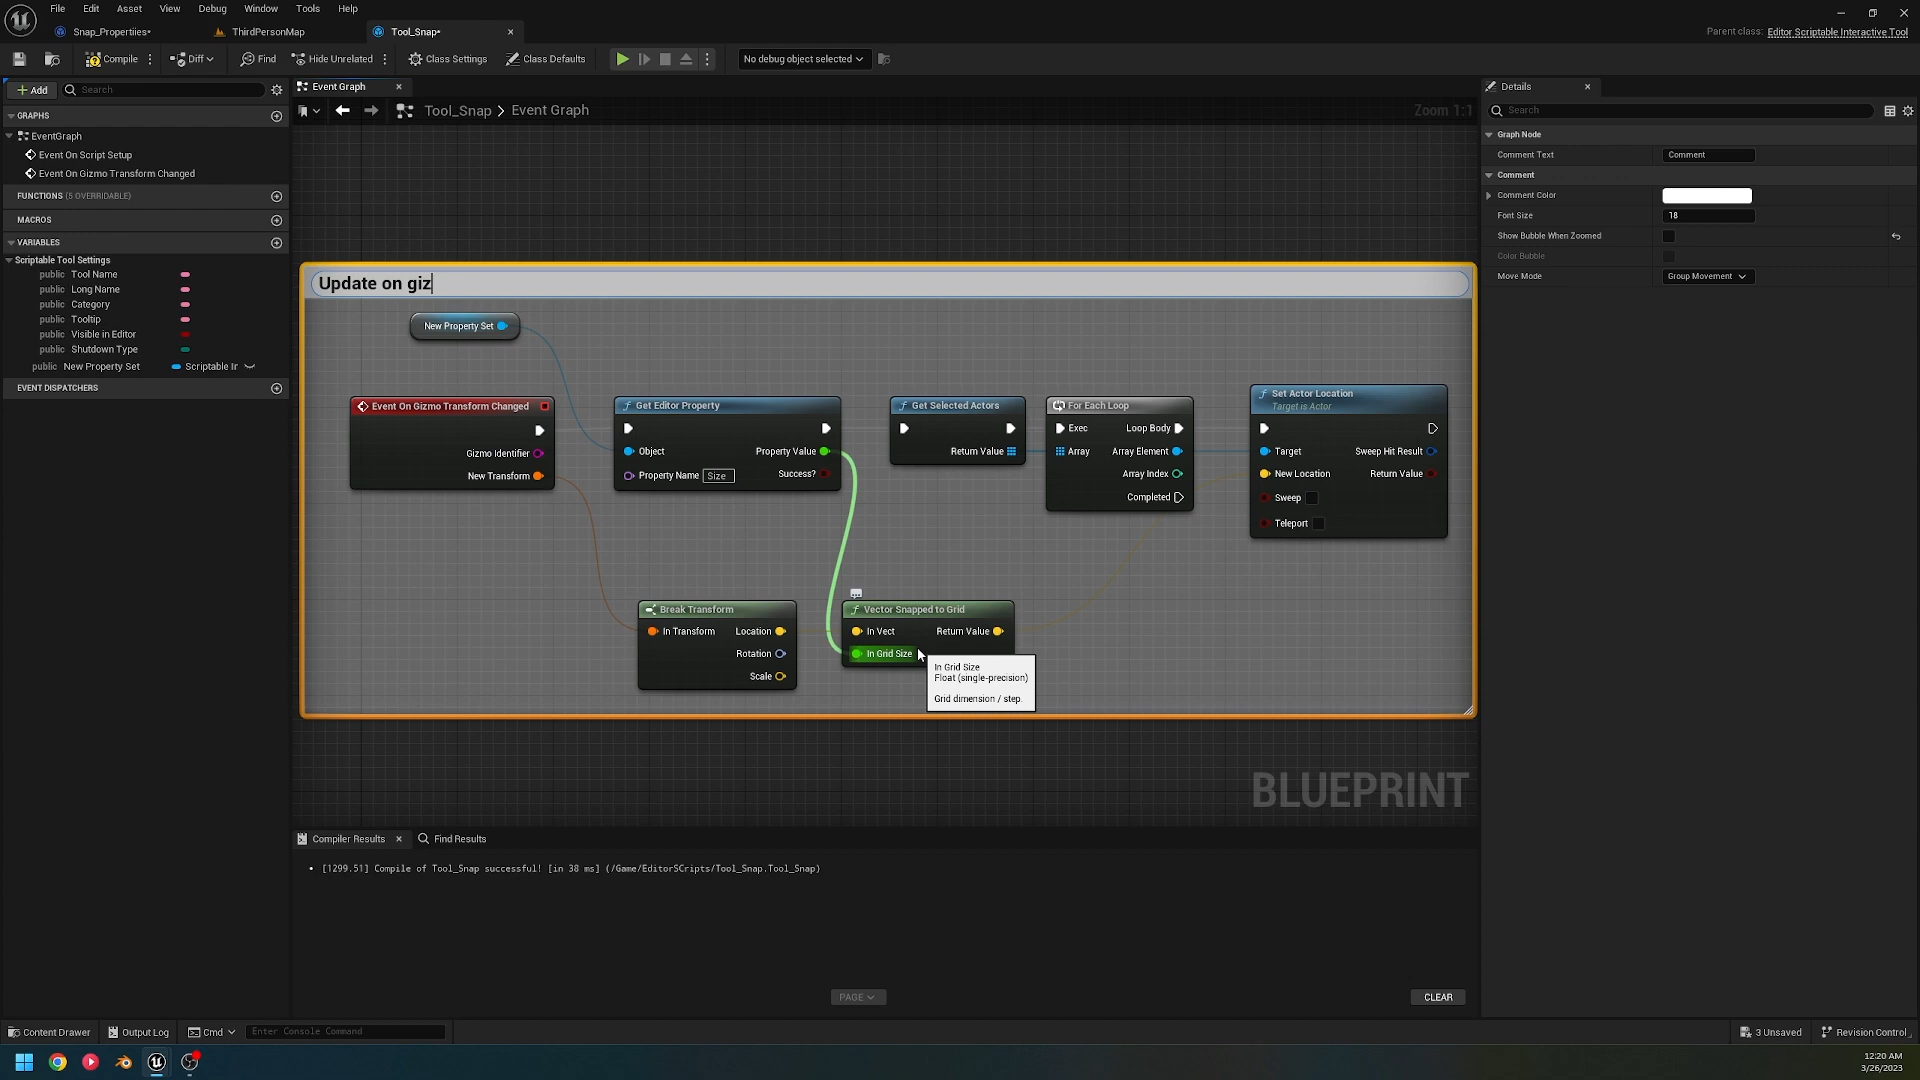 File Edit Asset View Debug Window Tools Help
Snap_Propertiies* ThirdPersonMap Tool_Snap*
Parent class: Editor Scriptable Interactive Tool
Compile Diff Find Hide Unrelated Class Settings Class Defaults No debug object selected
Add Search
Event Graph
Details
Tool_Snap > Event Graph
Zoom 1:1
Search
GRAPHS
EventGraph
Event On Script Setup
Event On Gizmo Transform Changed
FUNCTIONS (5 OVERRIDABLE)
MACROS
VARIABLES
Scriptable Tool Settings
public Tool Name
public Long Name
public Category
public Tooltip
public Visible in Editor
public Shutdown Type
public New Property Set Scriptable Ir
EVENT DISPATCHERS
Graph Node
Comment Text Comment
Comment
Comment Color
Font Size 18
Show Bubble When Zoomed
Color Bubble
Move Mode Group Movement
Update on giz
New Property Set
Event On Gizmo Transform Changed
Gizmo Identifier
New Transform
Get Editor Property
Object Property Value
Property Name Size Success?
Get Selected Actors
Return Value
For Each Loop
Exec Loop Body
Array Array Element
Array Index
Completed
Set Actor Location
Target is Actor
Target Sweep Hit Result
New Location Return Value
Sweep
Teleport
Break Transform
In Transform Location
Rotation
Scale
Vector Snapped to Grid
In Vect Return Value
In Grid Size
In Grid Size
Float (single-precision)
Grid dimension / step.
BLUEPRINT
Compiler Results Find Results
[1299.51] Compile of Tool_Snap successful! [in 38 ms] (/Game/EditorSCripts/Tool_Snap.Tool_Snap)
PAGE CLEAR
Content Drawer Output Log Cmd Enter Console Command 3 Unsaved Revision Control
12:20 AM
3/26/2023